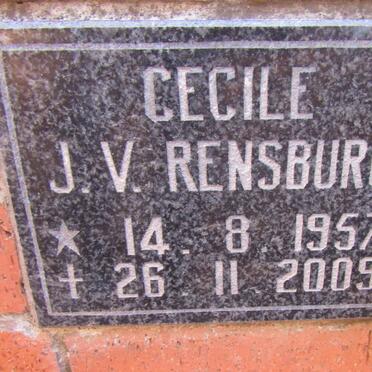 CECILE
J. V. RENSBUR
★ 14. 8. 1957
† 26 11. 2009